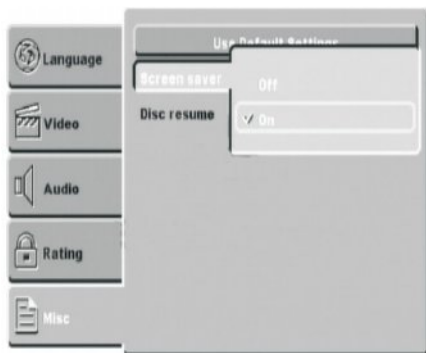 Language
Video
Audio
Rating
Misc
Use Default Settings
Screen saver
Off
Disc resume
On